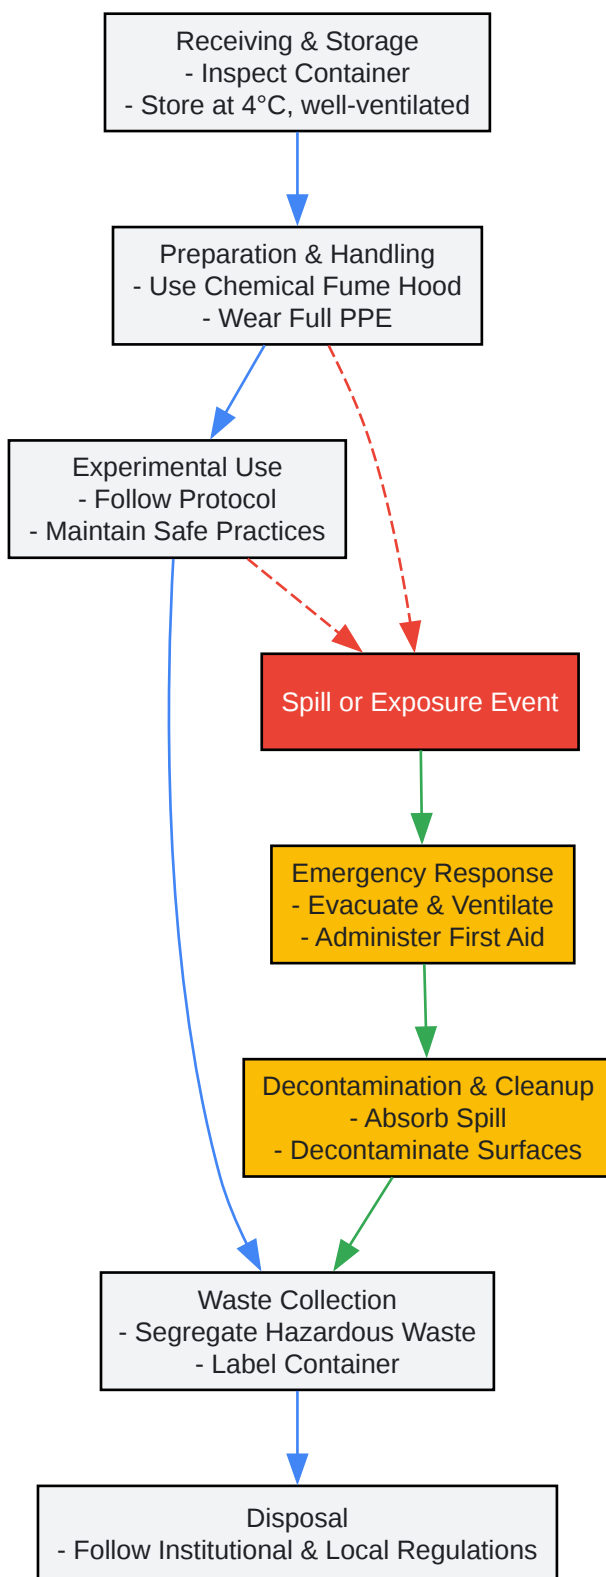 Receiving & Storage
- Inspect Container
- Store at 4°C, well-ventilated
Preparation & Handling
- Use Chemical Fume Hood
- Wear Full PPE
Experimental Use
- Follow Protocol
- Maintain Safe Practices
Spill or Exposure Event
Emergency Response
- Evacuate & Ventilate
- Administer First Aid
Decontamination & Cleanup
- Absorb Spill
- Decontaminate Surfaces
Waste Collection
- Segregate Hazardous Waste
- Label Container
Disposal
- Follow Institutional & Local Regulations